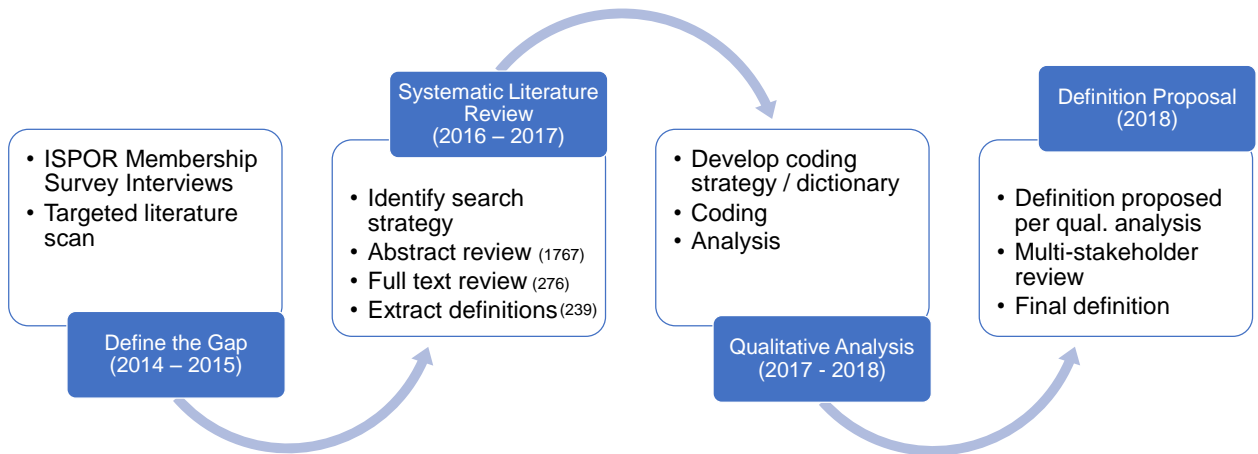 • ISPOR Membership
Survey Interviews
• Targeted literature
scan
Define the Gap
(2014 – 2015)
Systematic Literature
Review
(2016 – 2017)
• Identify search
strategy
• Abstract review (1767)
• Full text review (276)
• Extract definitions (239)
• Develop coding
strategy / dictionary
• Coding
• Analysis
Qualitative Analysis
(2017 - 2018)
Definition Proposal
(2018)
• Definition proposed
per qual. analysis
• Multi-stakeholder
review
• Final definition